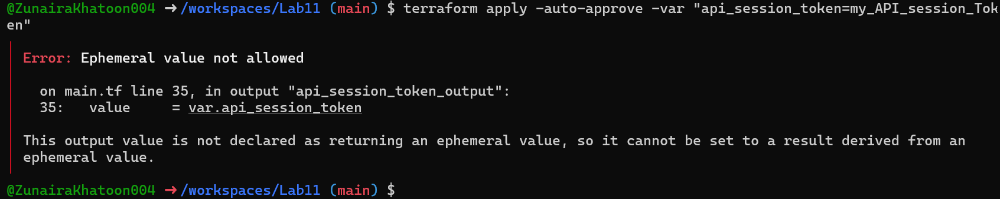 @ZunairaKhatoon004 ➜ /workspaces/Lab11 (main) $ terraform apply -auto-approve -var "api_session_token=my_API_session_Tok
en"
Error: Ephemeral value not allowed
on main.tf line 35, in output "api_session_token_output":
35:   value     = var.api_session_token
This output value is not declared as returning an ephemeral value, so it cannot be set to a result derived from an
ephemeral value.
@ZunairaKhatoon004 ➜ /workspaces/Lab11 (main) $